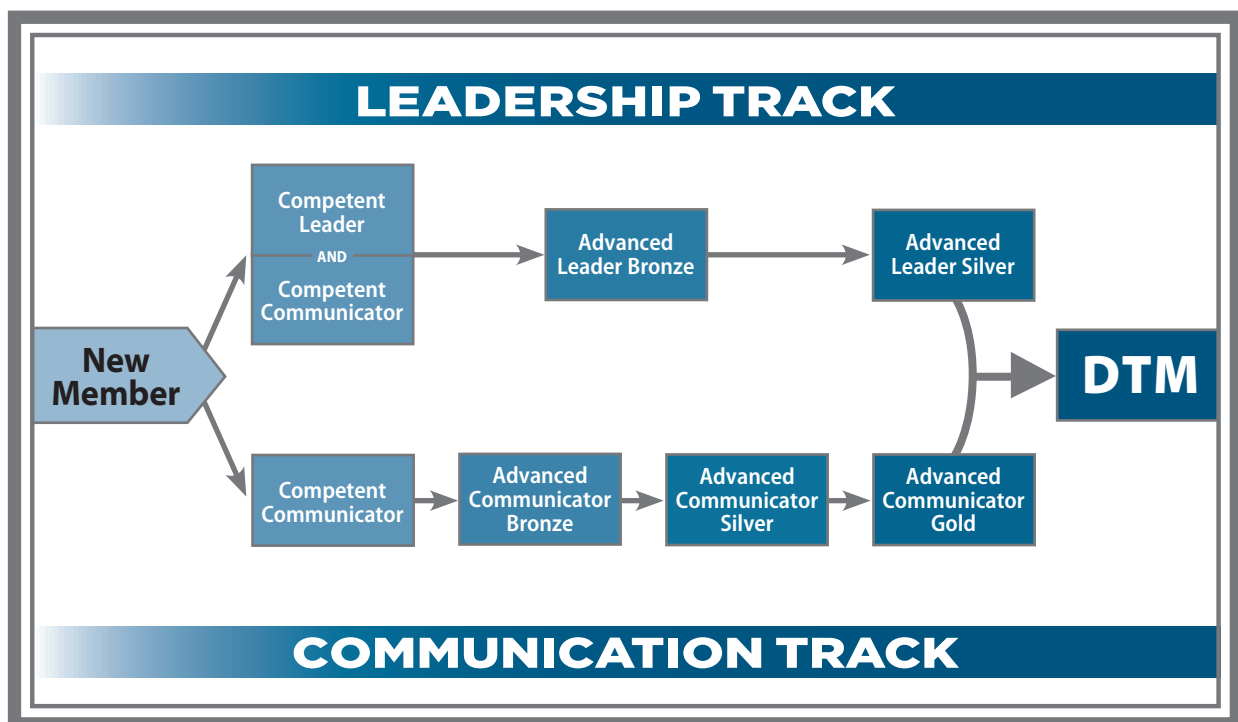 LEADERSHIP TRACK
Competent
Leader
AND
Competent
Communicator
Advanced
Leader Bronze
Advanced
Leader Silver
New
Member
DTM
Competent
Communicator
Advanced
Communicator
Bronze
Advanced
Communicator
Silver
Advanced
Communicator
Gold
COMMUNICATION TRACK